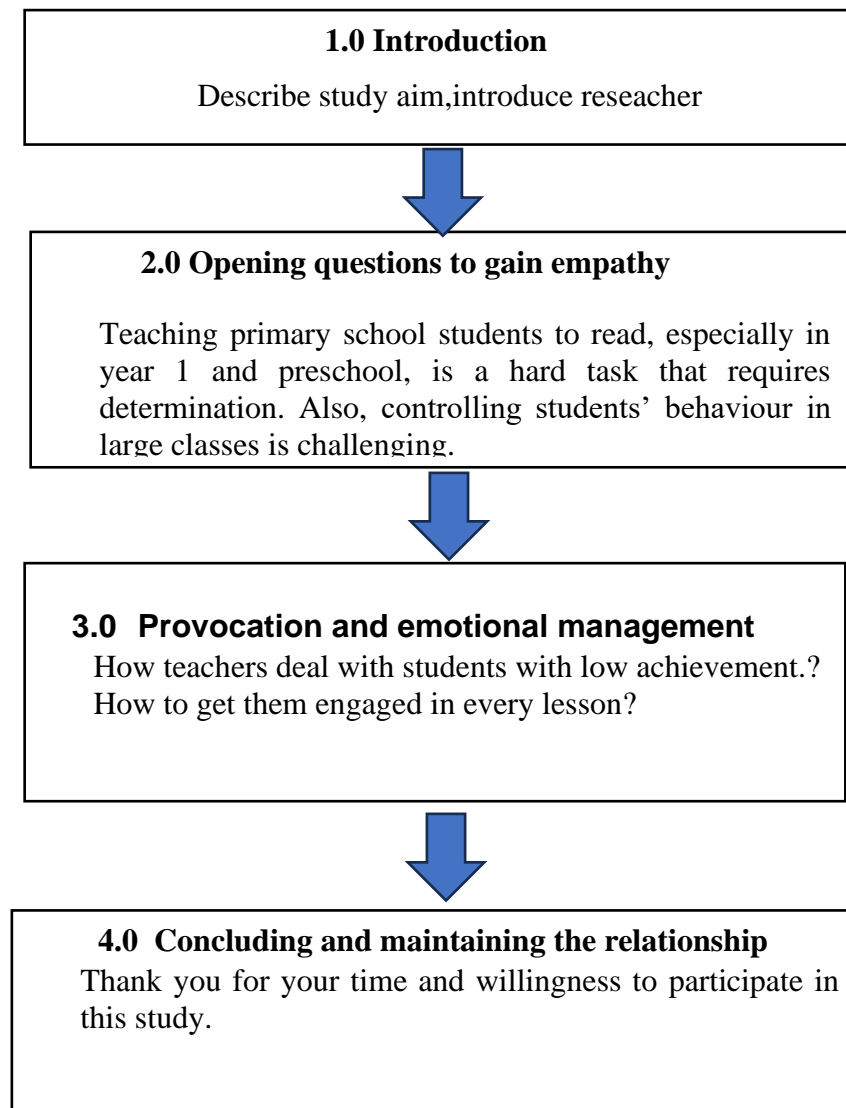 1.0 Introduction
Describe study aim,introduce reseacher
2.0 Opening questions to gain empathy
Teaching primary school students to read, especially in
year 1 and preschool, is a hard task that requires
determination. Also, controlling students’ behaviour in
large classes is challenging.
3.0 Provocation and emotional management
How teachers deal with students with low achievement.?
How to get them engaged in every lesson?
4.0 Concluding and maintaining the relationship
Thank you for your time and willingness to participate in
this study.